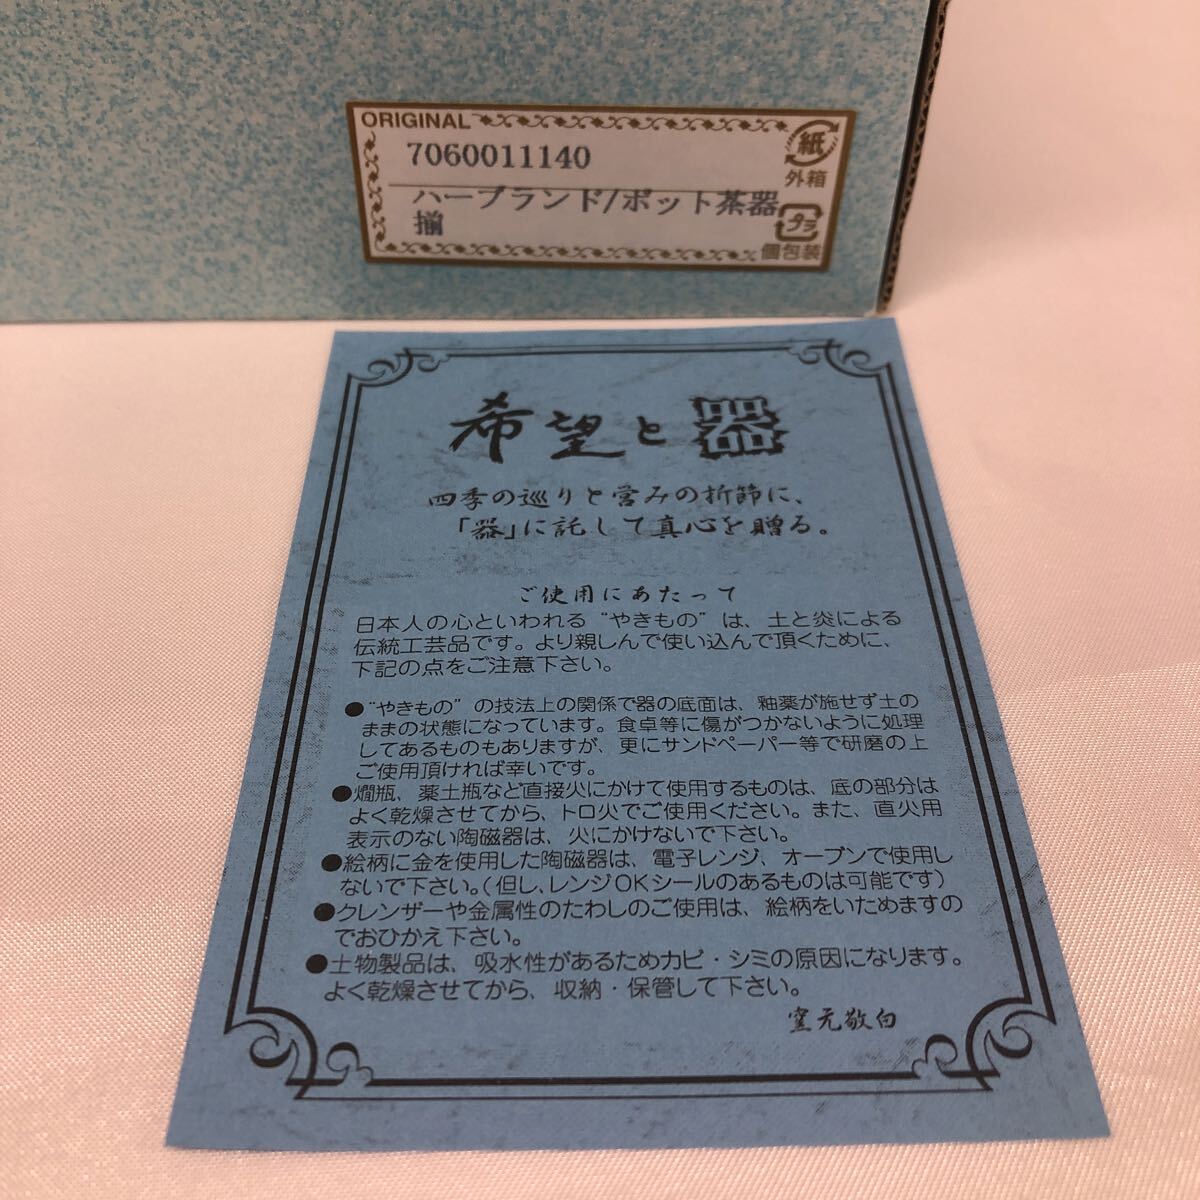 ORIGINAL
紙
7060011140
外箱
ハーブランド/ポット茶器
揃
プラ
個包装
希望と器
四季の巡りと営みの折節に、
「器」に託して真心を贈る。
ご使用にあたって
日本人の心といわれる“やきもの”は、土と炎による
伝統工芸品です。より親しんで使い込んで頂くために、
下記の点をご注意下さい。
●“やきもの”の技法上の関係で器の底面は、釉薬が施せず土の
ままの状態になっています。食卓等に傷がつかないように処理
してあるものもありますが、更にサンドペーパー等で研磨の上
ご使用頂ければ幸いです。
●燗瓶、薬土瓶など直接火にかけて使用するものは、底の部分は
よく乾燥させてから、トロ火でご使用ください。また、直火用
表示のない陶磁器は、火にかけないで下さい。
●絵柄に金を使用した陶磁器は、電子レンジ、オーブンで使用し
ないで下さい。(但し、レンジOKシールのあるものは可能です)
●クレンザーや金属性のたわしのご使用は、絵柄をいためますの
でおひかえ下さい。
●土物製品は、吸水性があるためカビ・シミの原因になります。
よく乾燥させてから、収納・保管して下さい。
窯元敬白